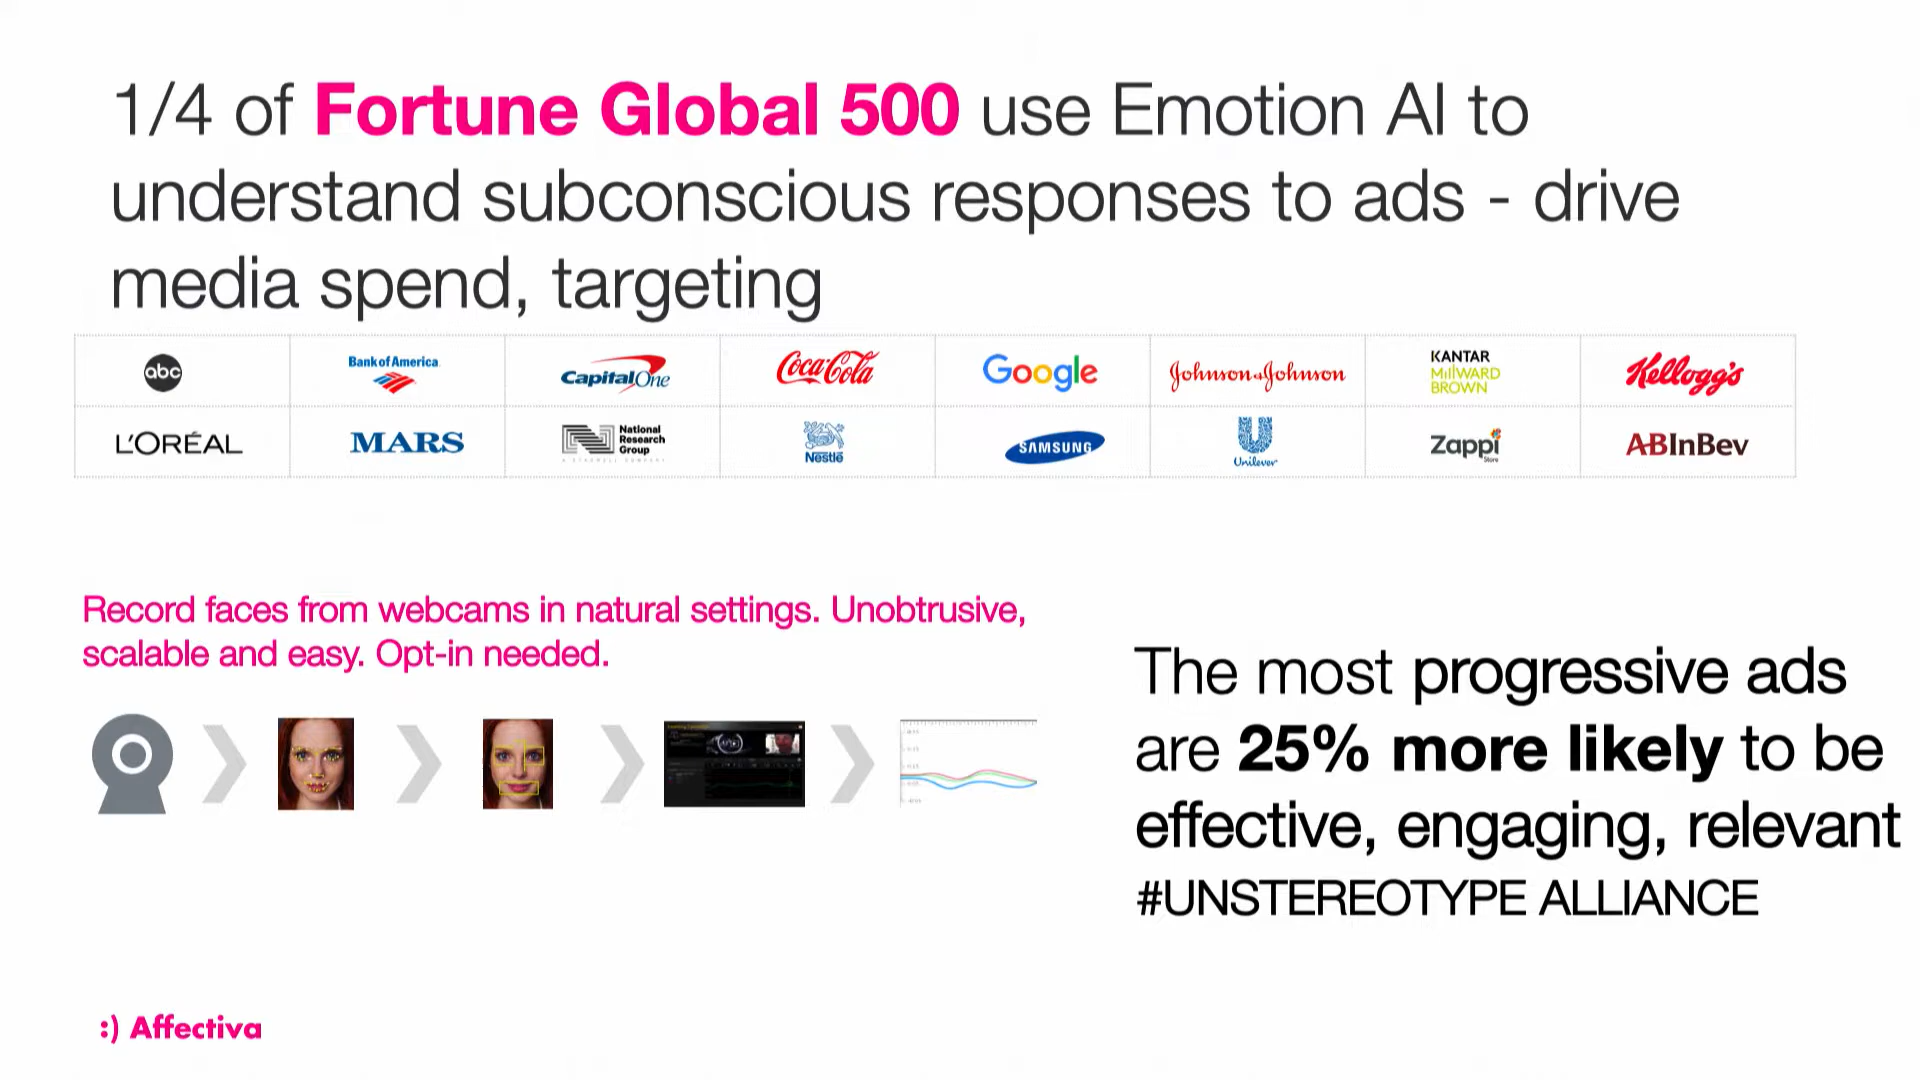 1/4 of Fortune Global 500 use Emotion AI to
understand subconscious responses to ads - drive
media spend, targeting
abc
Bank of America
Capital One
Coca-Cola
Google
Johnson & Johnson
KANTAR
MillWARD
BROWN
Kellogg's
L'ORÉAL
MARS
National
Research
Group
Nestlé
SAMSUNG
Unilever
Zappi
Store
ABInBev
Record faces from webcams in natural settings. Unobtrusive,
scalable and easy. Opt-in needed.
The most progressive ads
are 25% more likely to be
effective, engaging, relevant
#UNSTEREOTYPE ALLIANCE
:) Affectiva